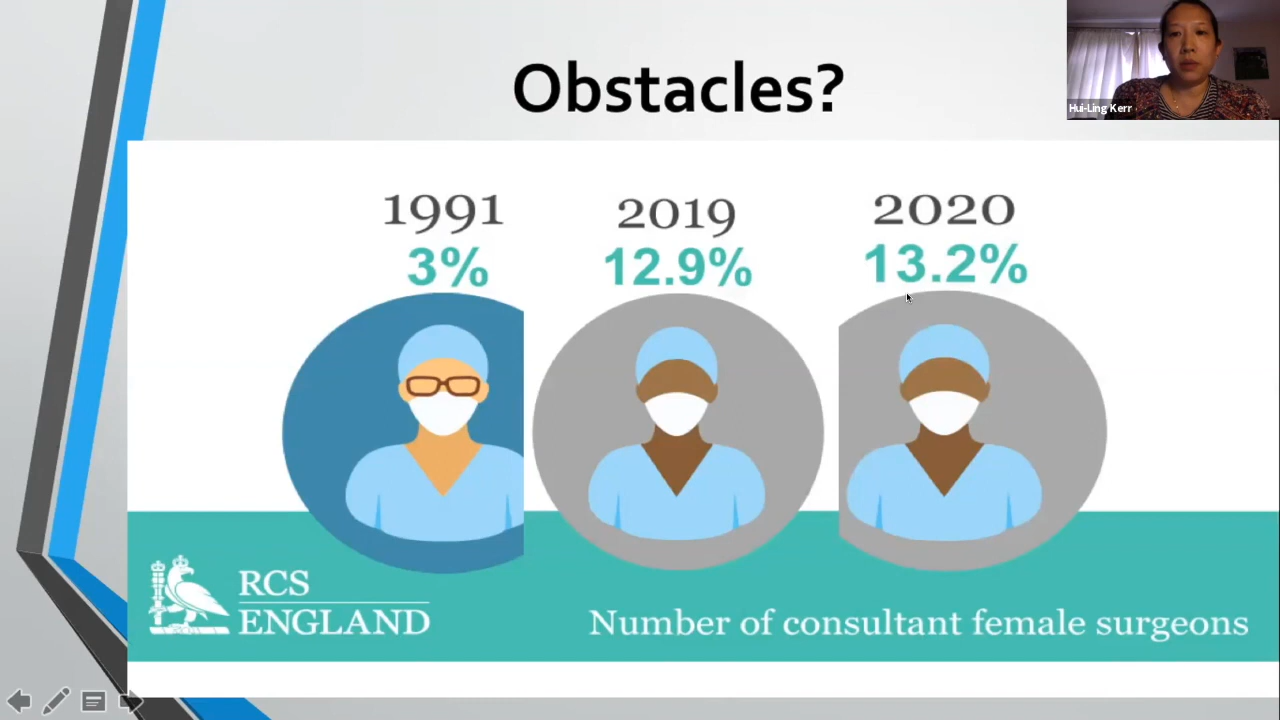 Obstacles?
Hui-Ling Kerr
1991
2019
2020
3%
12.9%
13.2%
RCS
ENGLAND
Number of consultant female surgeons